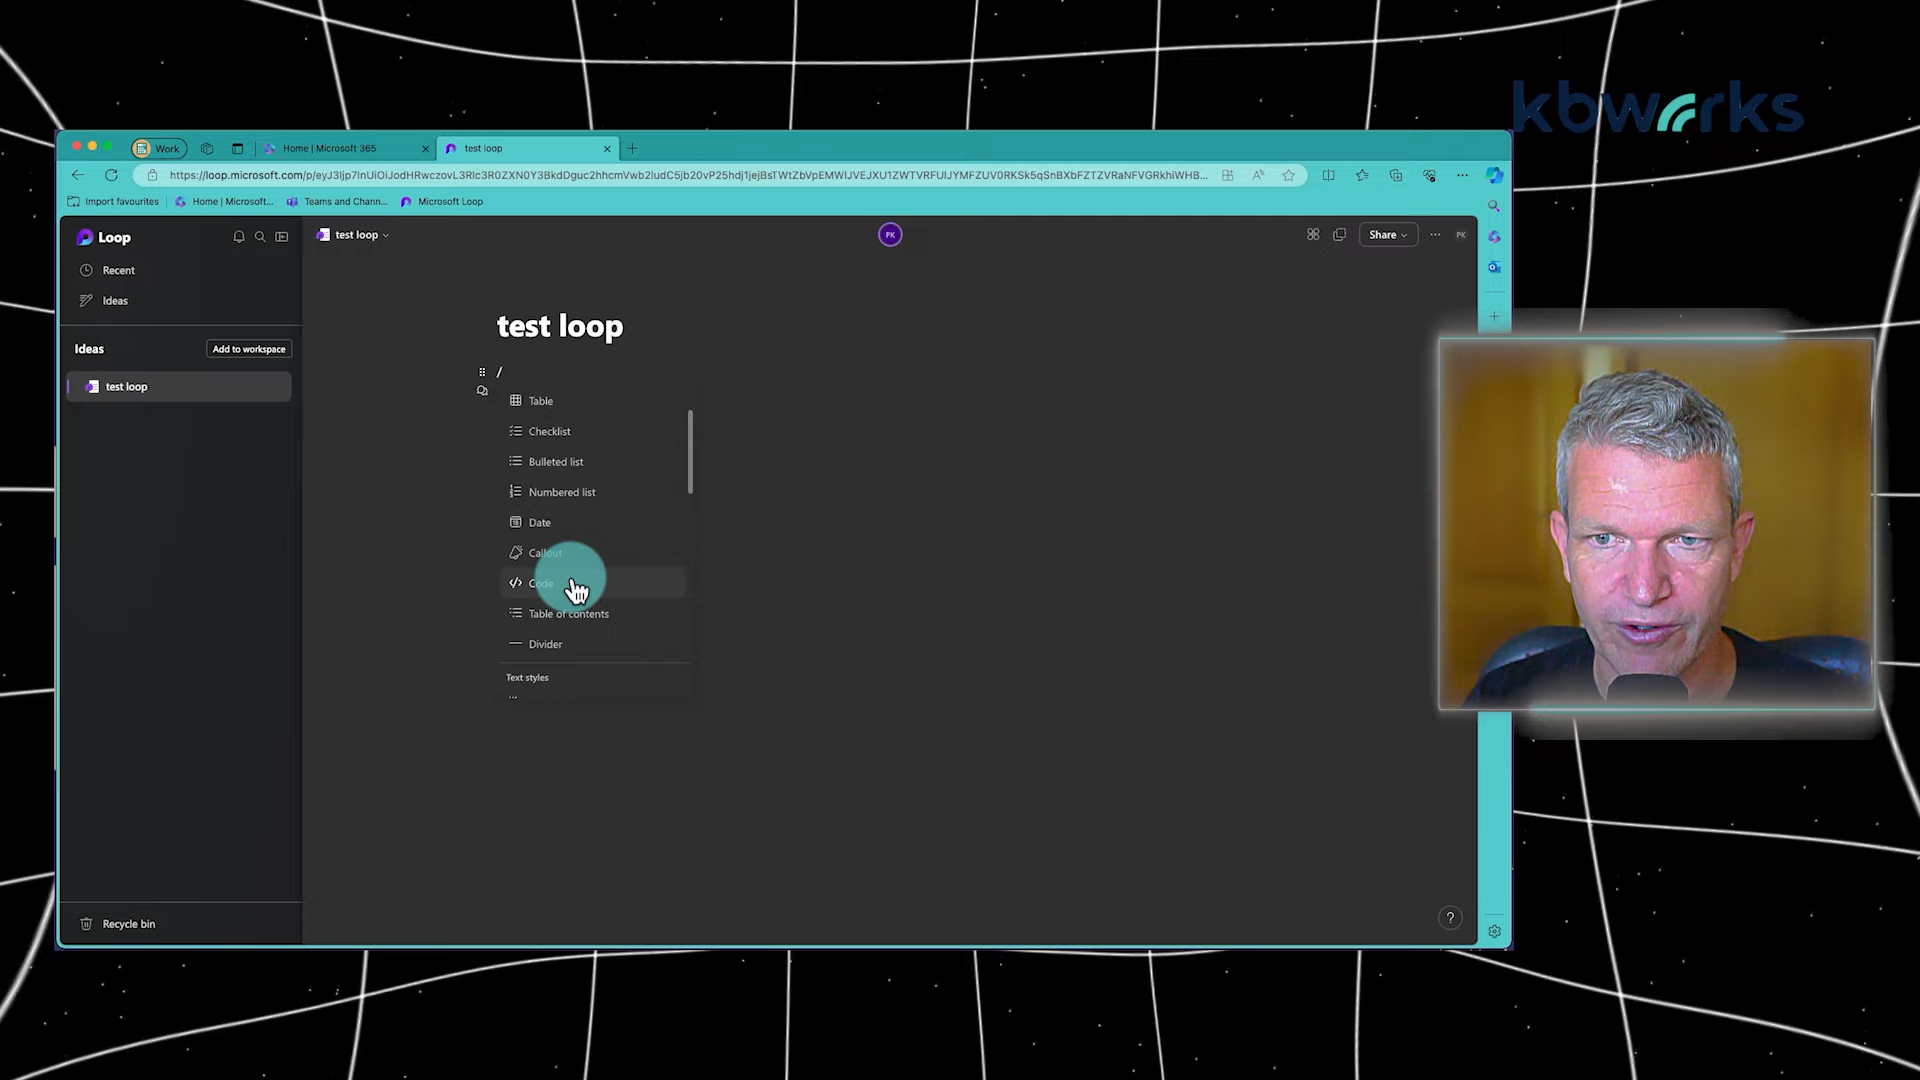 kbworks
Work
Home | Microsoft 365
test loop
Import favourites
Home | Microsoft...
Teams and Chann...
Microsoft Loop
Loop
Recent
Ideas
Ideas
Add to workspace
test loop
Recycle bin
test loop
PK
Share
PK
test loop
/
Table
Checklist
Bulleted list
Numbered list
Date
Callout
Code
Table of contents
Divider
Text styles
...
?